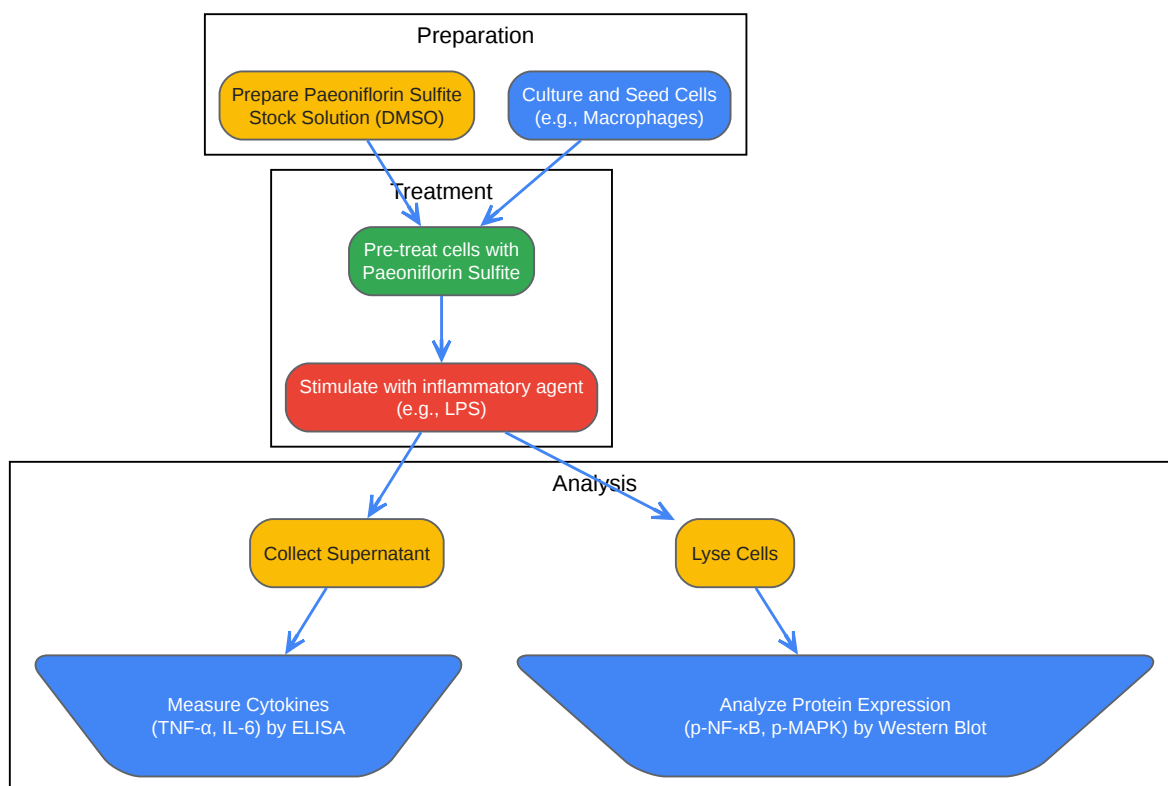 Preparation
Prepare Paeoniflorin Sulfite
Stock Solution (DMSO)
Culture and Seed Cells
(e.g., Macrophages)
Treatment
Pre-treat cells with
Paeoniflorin Sulfite
Stimulate with inflammatory agent
(e.g., LPS)
Analysis
Collect Supernatant
Lyse Cells
Measure Cytokines
(TNF-α, IL-6) by ELISA
Analyze Protein Expression
(p-NF-κB, p-MAPK) by Western Blot